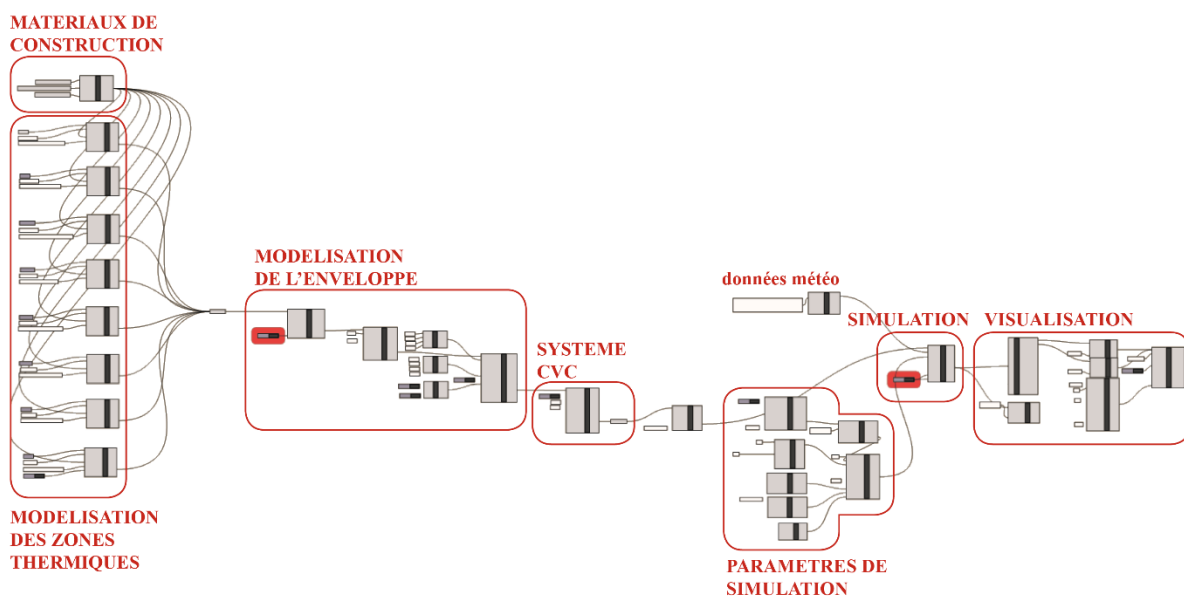 MATERIAUX DE
CONSTRUCTION
MODELISATION
DE L'ENVELOPPE
données météo
SIMULATION
VISUALISATION
SYSTEME
CVC
MODELISATION
DES ZONES
THERMIQUES
PARAMETRES DE
SIMULATION